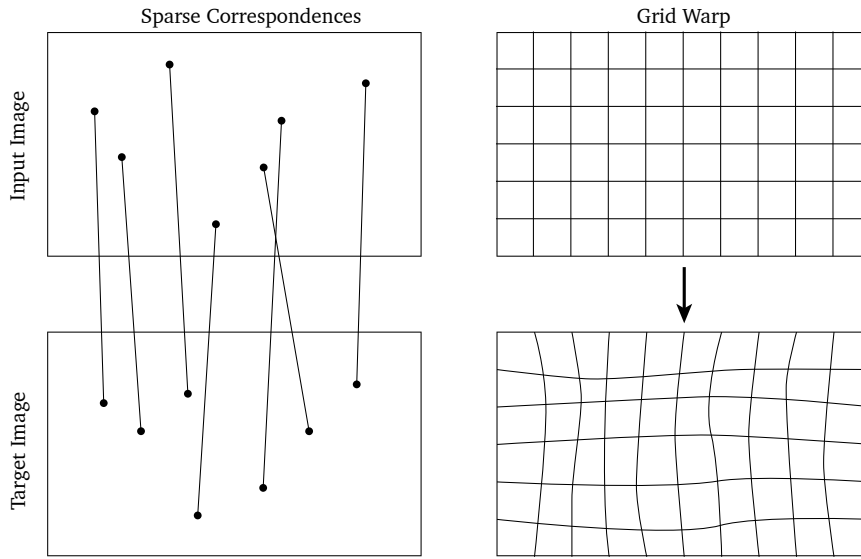 Sparse Correspondences
Grid Warp
Input Image
Target Image